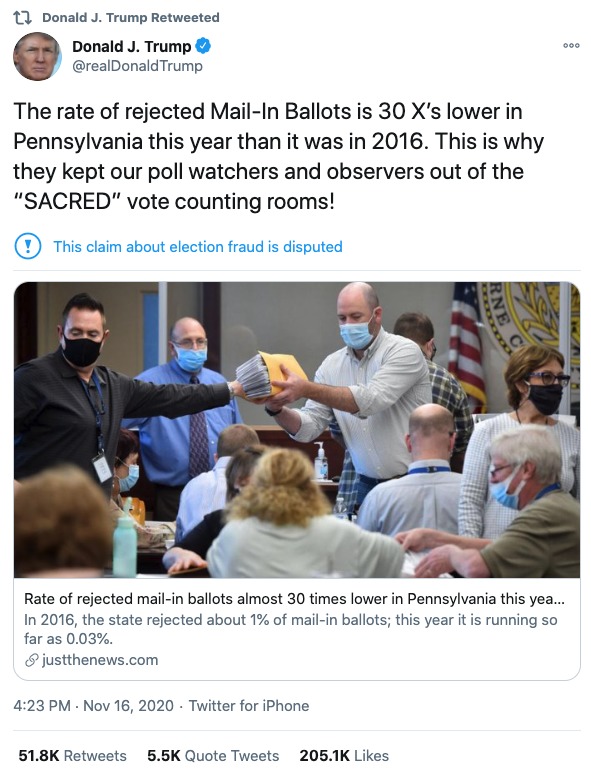 Donald J. Trump Retweeted
Donald J. Trump
@realDonaldTrump
The rate of rejected Mail-In Ballots is 30 X’s lower in
Pennsylvania this year than it was in 2016. This is why
they kept our poll watchers and observers out of the
“SACRED” vote counting rooms!
This claim about election fraud is disputed
RNE C
Rate of rejected mail-in ballots almost 30 times lower in Pennsylvania this yea...
In 2016, the state rejected about 1% of mail-in ballots; this year it is running so
far as 0.03%.
justthenews.com
4:23 PM · Nov 16, 2020 · Twitter for iPhone
51.8K Retweets 5.5K Quote Tweets 205.1K Likes